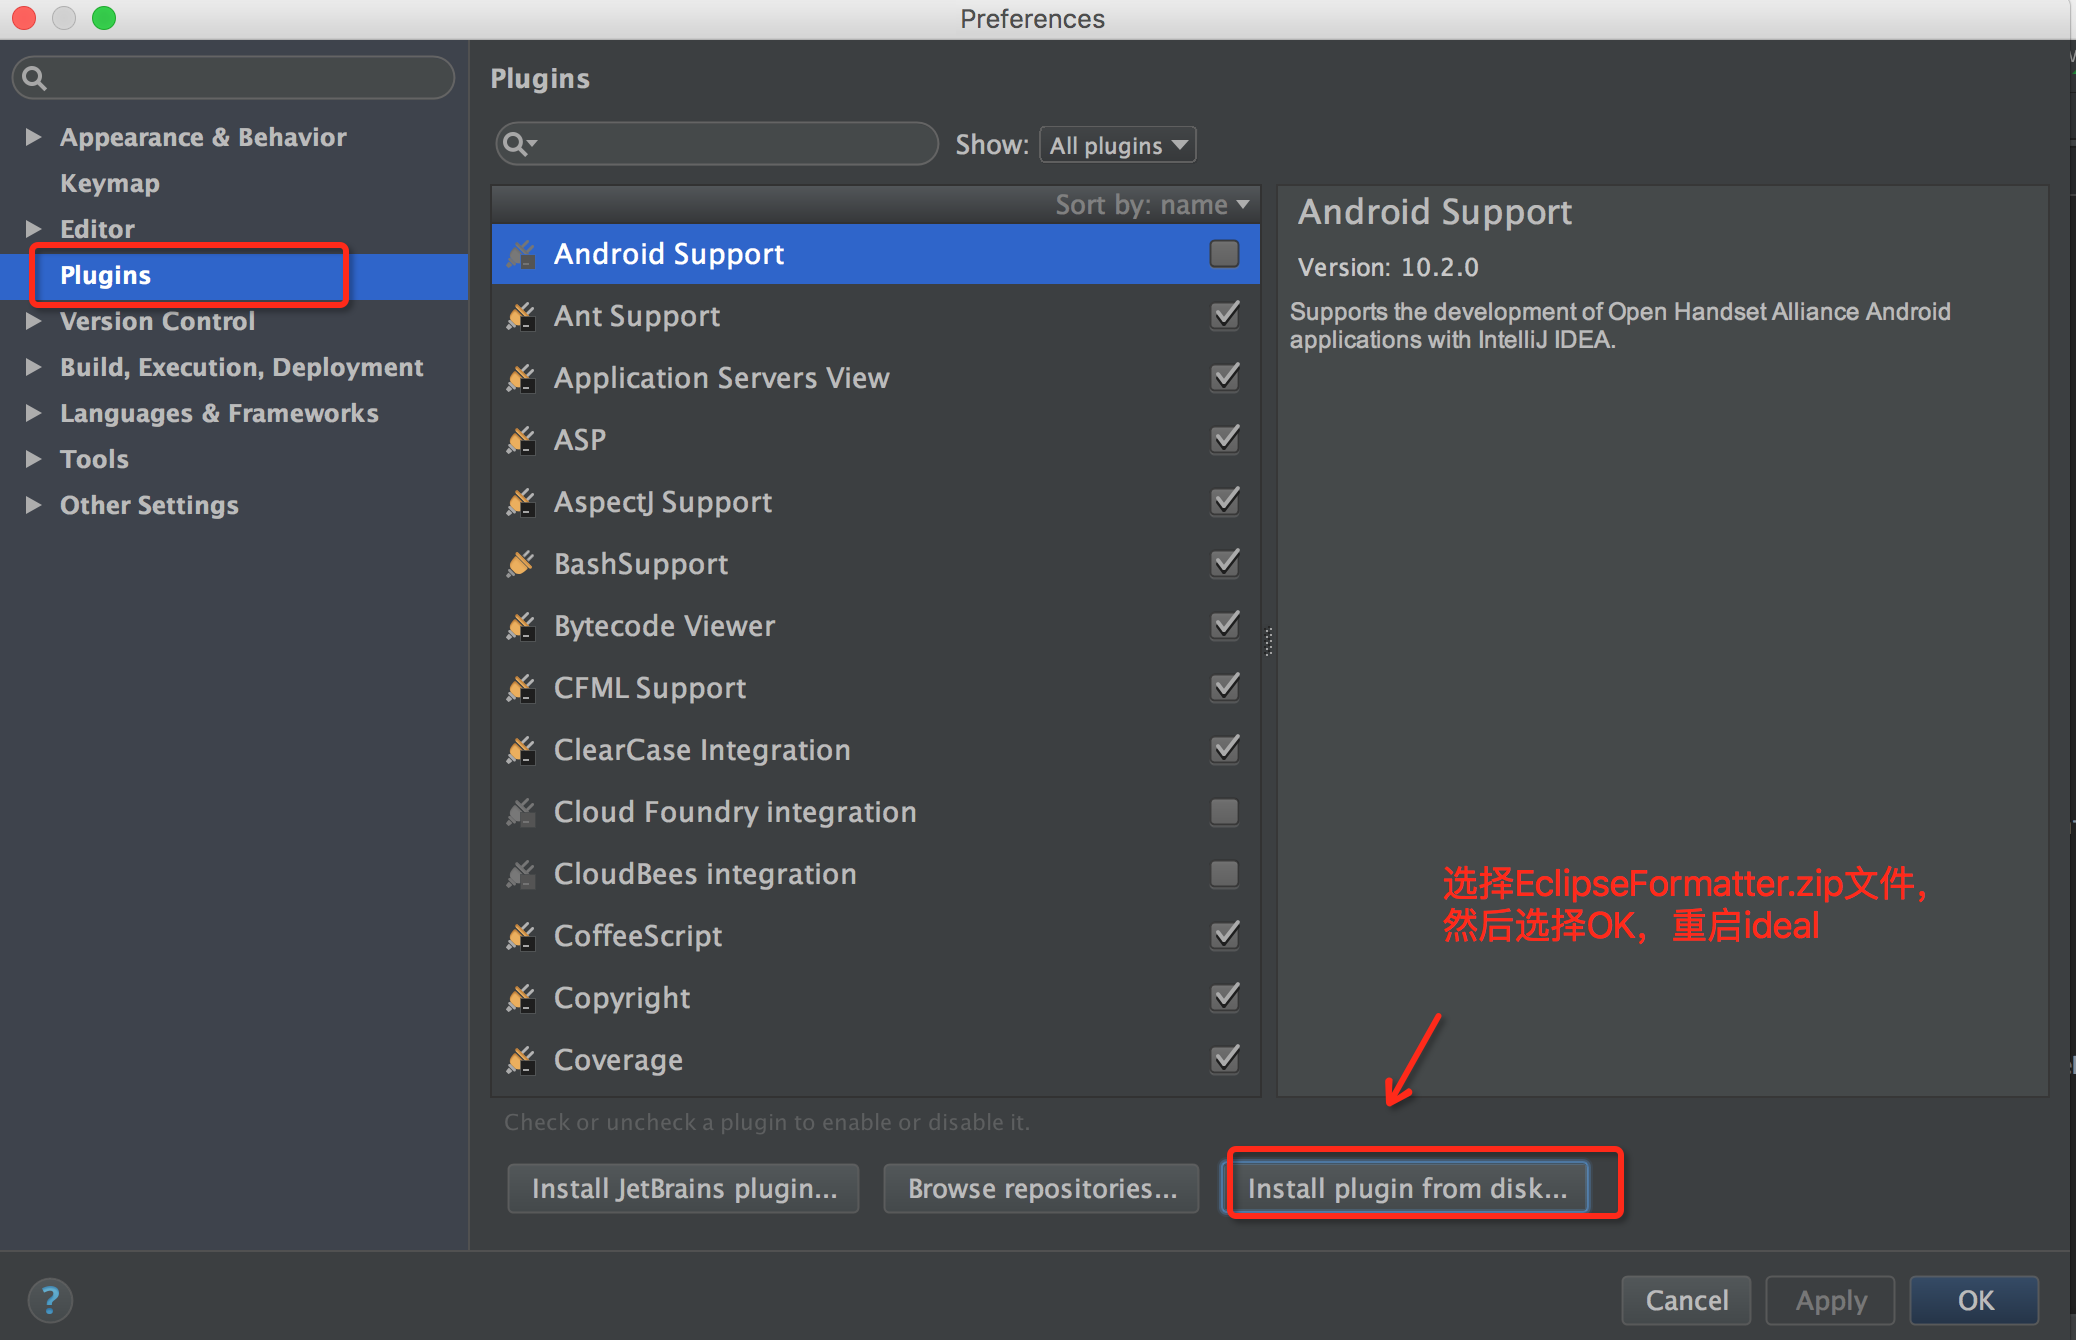 Preferences
Appearance & Behavior
Keymap
Editor
Plugins
Version Control
Build, Execution, Deployment
Languages & Frameworks
Tools
Other Settings
Plugins
Show: All plugins
Sort by: name
Android Support
Ant Support
Application Servers View
ASP
AspectJ Support
BashSupport
Bytecode Viewer
CFML Support
ClearCase Integration
Cloud Foundry integration
CloudBees integration
CoffeeScript
Copyright
Coverage
Check or uncheck a plugin to enable or disable it.
Install JetBrains plugin...
Browse repositories...
Install plugin from disk...
Android Support
Version: 10.2.0
Supports the development of Open Handset Alliance Android
applications with IntelliJ IDEA.
选择EclipseFormatter.zip文件，
然后选择OK，重启ideal
?
Cancel
Apply
OK